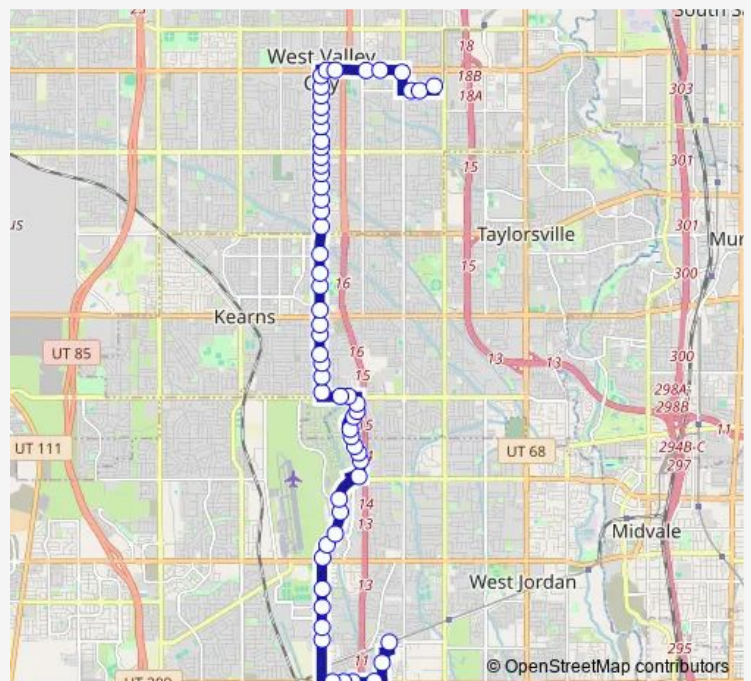 South S
West Valley
City
18
18B
18A
303
15
301
301
Taylorsville
Mur
15
300
16
Kearns
UT 85
16
15
13
13
300
298A
298B
11
UT 111
UT 68
294B-C
297
14
13
Midvale
13
West Jordan
295
11
© OpenStreetMap contributors